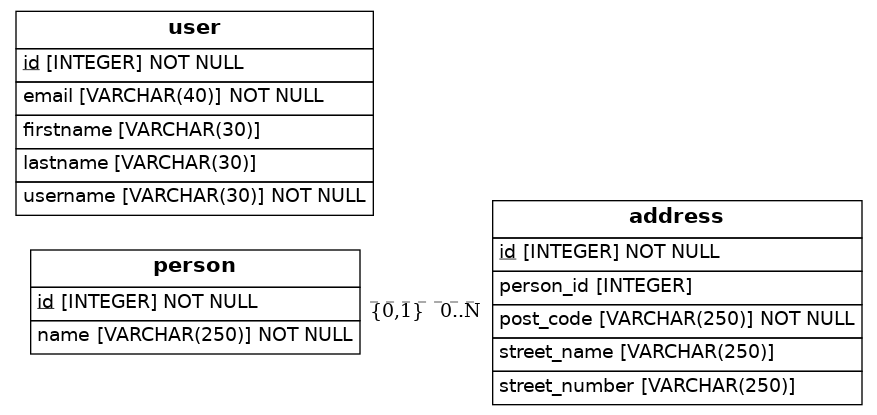 user
id [INTEGER] NOT NULL
email [VARCHAR(40)] NOT NULL
firstname [VARCHAR(30)]
lastname [VARCHAR(30)]
username [VARCHAR(30)] NOT NULL
person
id [INTEGER] NOT NULL
name [VARCHAR(250)] NOT NULL
{0,1} 0..N
address
id [INTEGER] NOT NULL
person_id [INTEGER]
post_code [VARCHAR(250)] NOT NULL
street_name [VARCHAR(250)]
street_number [VARCHAR(250)]